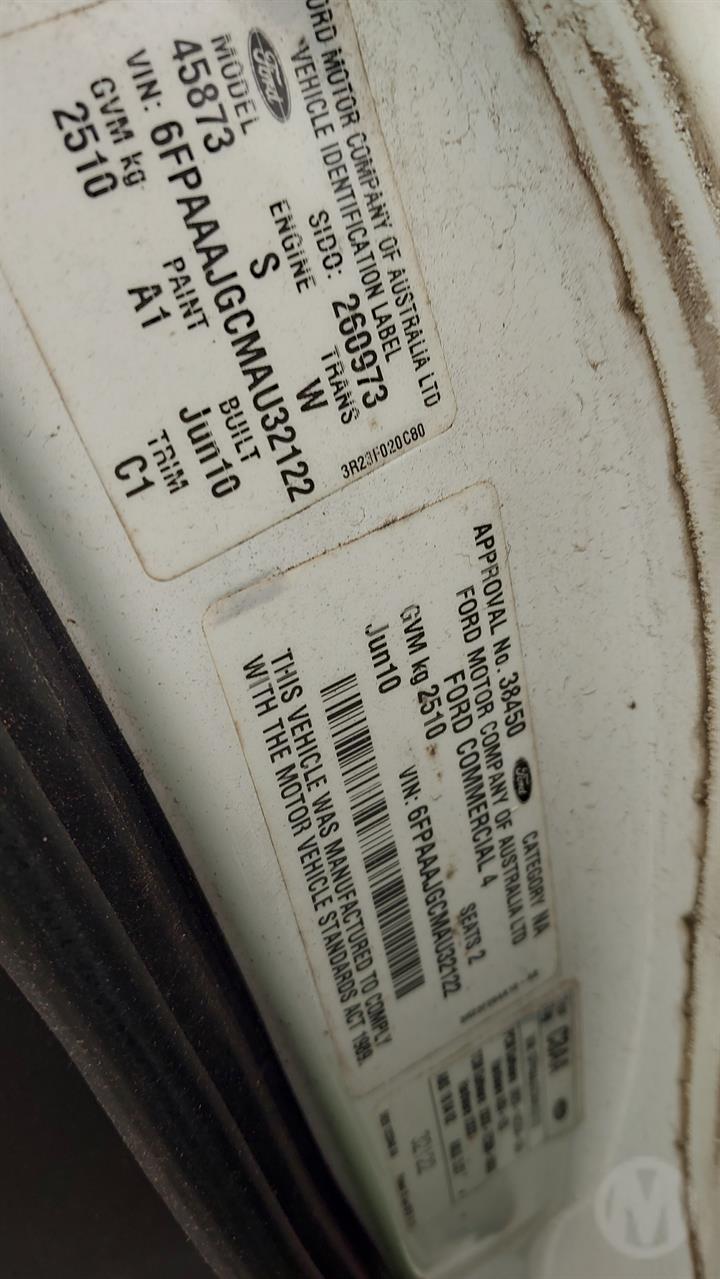 FORD MOTOR COMPANY OF AUSTRALIA LTD
"VEHICLE IDENTIFICATION LABEL
Ford
SIDO: 260973
MODEL ENGINE TRANS
45873 S W
VIN: 6FPAAAJGCMAU32122
GVM kg PAINT BUILT TRIM
2510 A1 Jun10 C1
3R23F020C80
APPROVAL No. 38450 Ford CATEGORY NA
FORD MOTOR COMPANY OF AUSTRALIA LTD
FORD COMMERCIAL 4
GVM kg 2510 SEATS 2
Jun10 VIN: 6FPAAAJGCMAU32122
THIS VEHICLE WAS MANUFACTURED TO COMPLY
WITH THE MOTOR VEHICLE STANDARDS ACT 1989.
32122
M